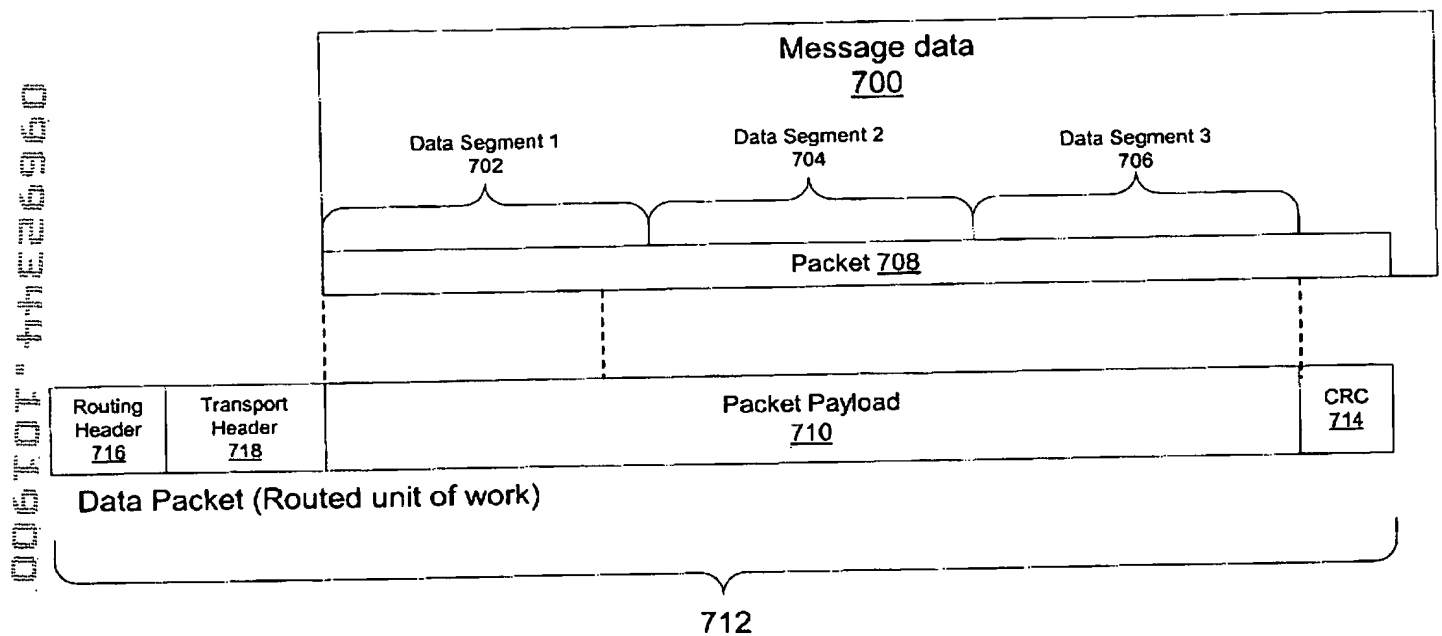 Message data
700
Data Segment 1
702
Data Segment 2
704
Data Segment 3
706
Packet 708
Routing
Header
716
Transport
Header
718
Packet Payload
710
CRC
714
Data Packet (Routed unit of work)
712